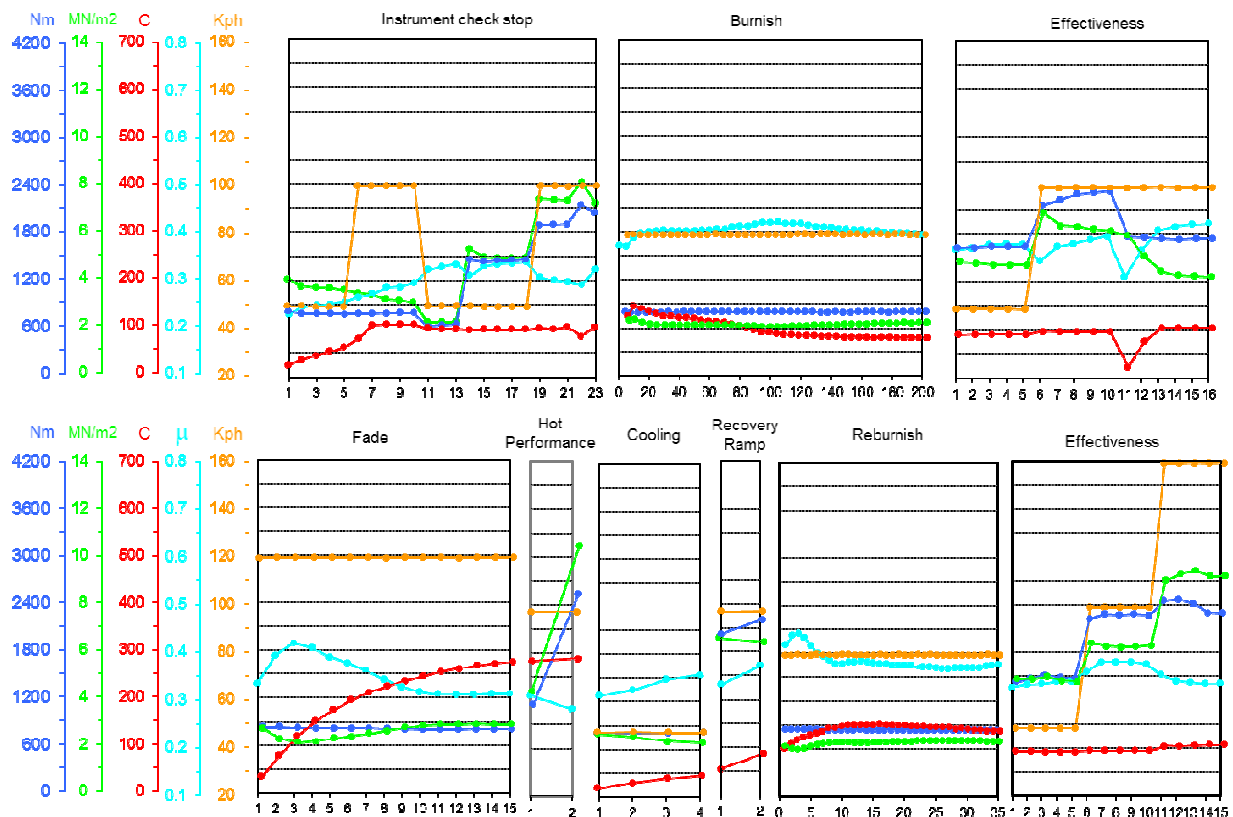 Instrument check stop Burnish Effectiveness
Nm MN/m2 C Kph
4200 14 700 0.8 160
3600 12 600 0.7 140
3000 10 500 0.6 120
2400 8 400 0.5 100
1800 6 300 0.4 80
1200 4 200 0.3 60
600 2 100 0.2 40
0 0 0 0.1 20
1 3 5 7 9 11 13 15 17 19 21 23
0 20 40 60 80 100 120 140 160 180 200
1 2 3 4 5 6 7 8 9 10 11 12 13 14 15 16
Nm MN/m2 C µ Kph
Fade
Hot
Performance
Cooling
Recovery
Ramp
Reburnish
Effectiveness
4200 14 700 0.8 160
3600 12 600 0.7 140
3000 10 500 0.6 120
2400 8 400 0.5 100
1800 6 300 0.4 80
1200 4 200 0.3 60
600 2 100 0.2 40
0 0 0 0.1 20
1 2 3 4 5 6 7 8 9 10 11 12 13 14 15
1 2
1 2 3 4
1 2
0 5 10 15 20 25 30 35
1 2 3 4 5 6 7 8 9 10 11 12 13 14 15